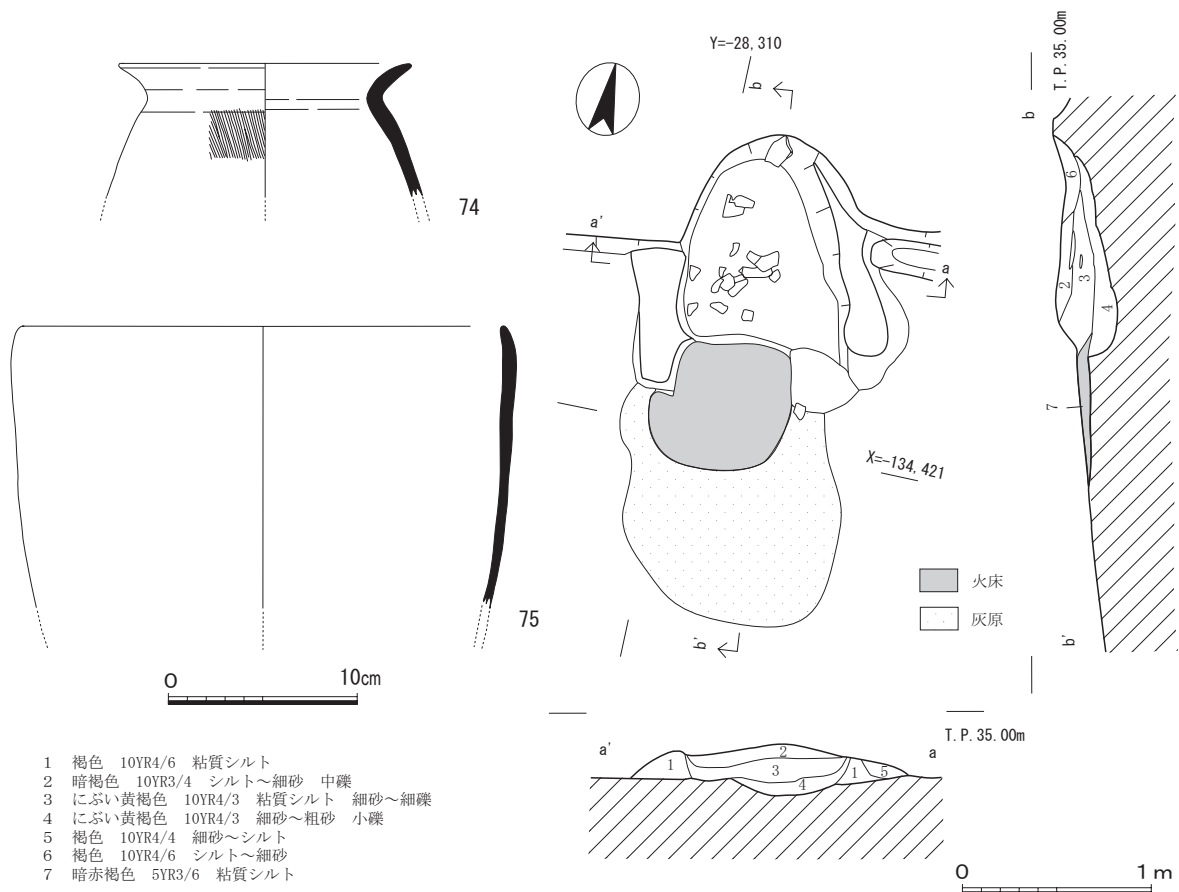 74
75
0 10cm
Y=-28,310
b
a'
a
X=-134,421
火床
灰原
b'
T.P.35.00m
b
6
2
3
4
7
b'
T.P.35.00m
a'
a
1
2
3
4
1
5
0 1m
1 褐色 10YR4/6 粘質シルト
2 暗褐色 10YR3/4 シルト～細砂 中礫
3 にぶい黄褐色 10YR4/3 粘質シルト 細砂～細礫
4 にぶい黄褐色 10YR4/3 細砂～粗砂 小礫
5 褐色 10YR4/4 細砂～シルト
6 褐色 10YR4/6 シルト～細砂
7 暗赤褐色 5YR3/6 粘質シルト